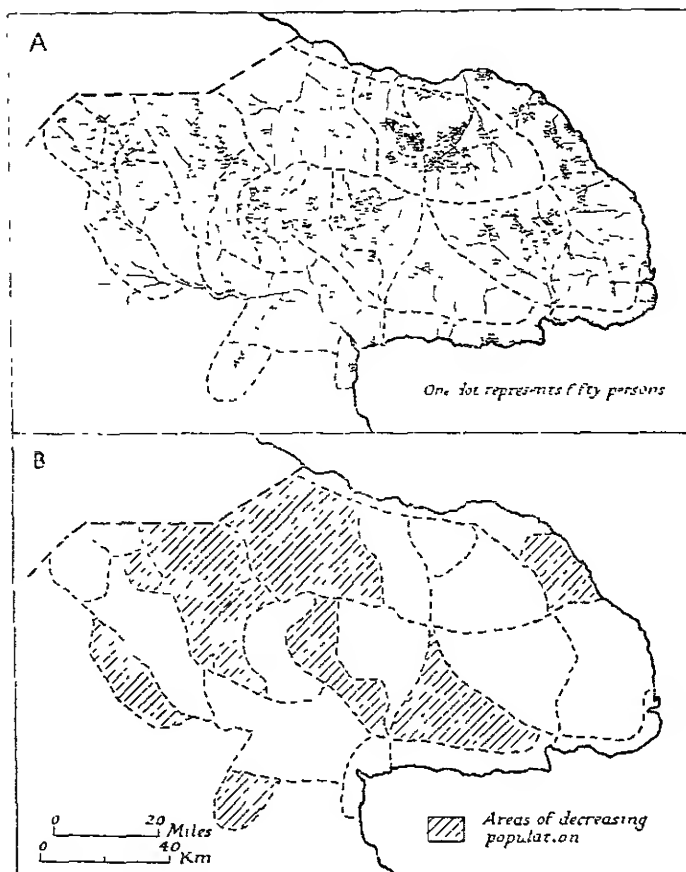 A
One dot represents fifty persons
B
0 20
Miles
0 40
Km
Areas of decreasing
population